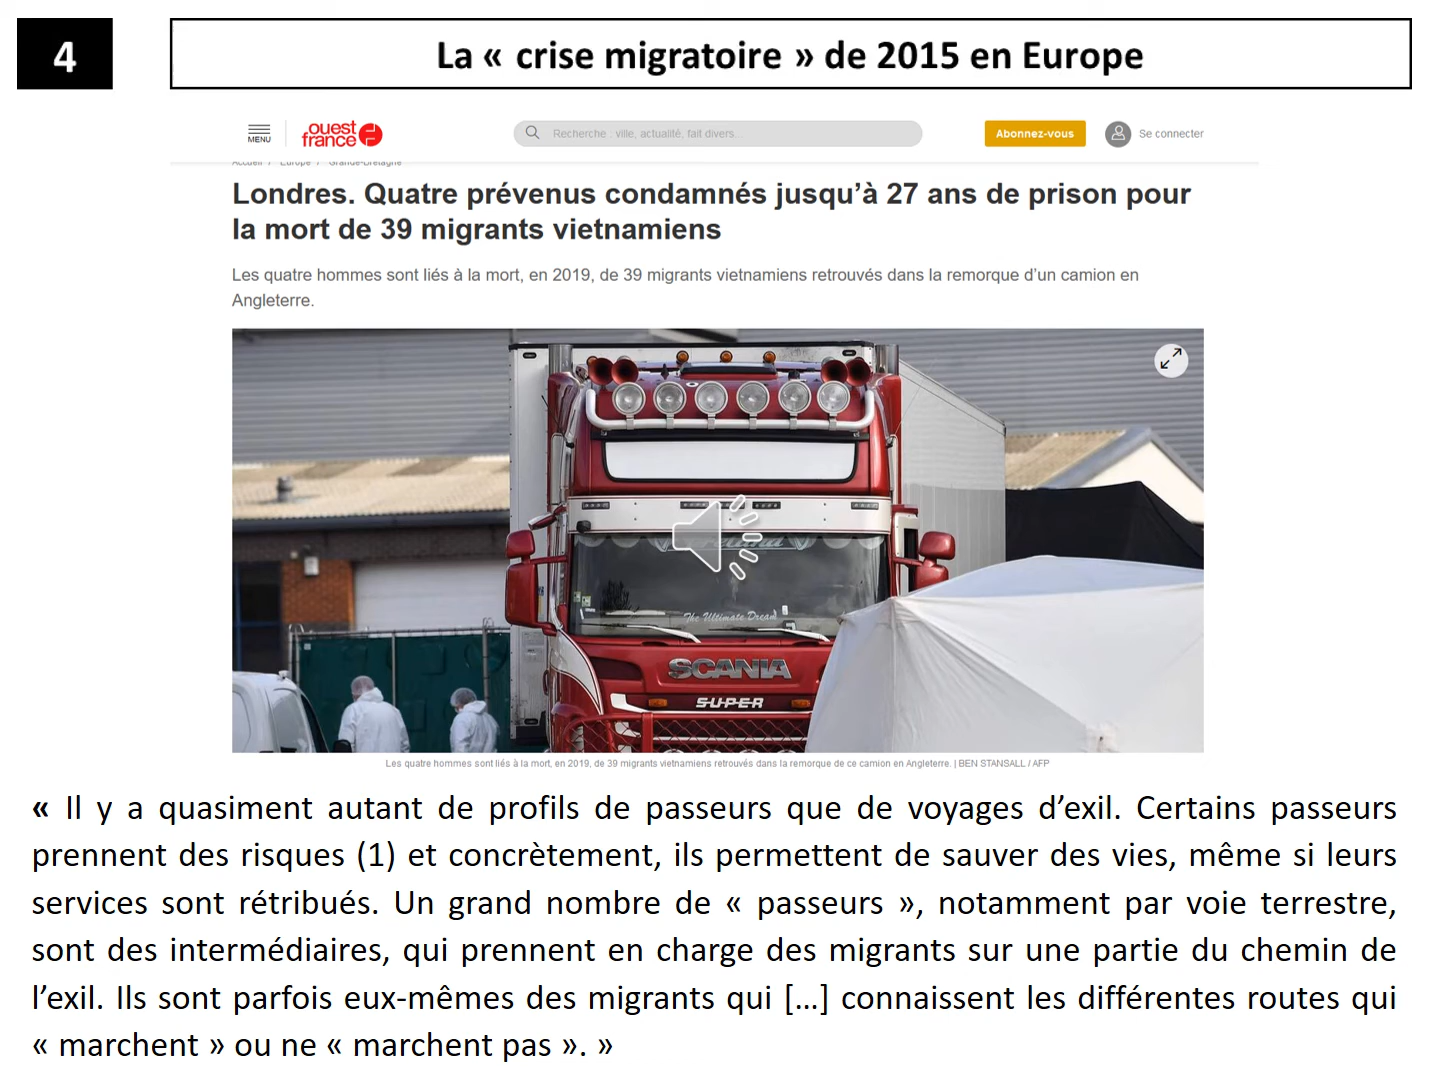 4
La « crise migratoire » de 2015 en Europe
MENU
ouest
france
Recherche : ville, actualité, fait divers...
Abonnez-vous
Se connecter
Accueil / Europe / Grande-Bretagne
Londres. Quatre prévenus condamnés jusqu’à 27 ans de prison pour
la mort de 39 migrants vietnamiens
Les quatre hommes sont liés à la mort, en 2019, de 39 migrants vietnamiens retrouvés dans la remorque d’un camion en
Angleterre.
Ireland
The Ultimate Dream
SCANIA
SUPER
Les quatre hommes sont liés à la mort, en 2019, de 39 migrants vietnamiens retrouvés dans la remorque de ce camion en Angleterre. | BEN STANSALL / AFP
« Il y a quasiment autant de profils de passeurs que de voyages d’exil. Certains passeurs
prennent des risques (1) et concrètement, ils permettent de sauver des vies, même si leurs
services sont rétribués. Un grand nombre de « passeurs », notamment par voie terrestre,
sont des intermédiaires, qui prennent en charge des migrants sur une partie du chemin de
l’exil. Ils sont parfois eux-mêmes des migrants qui […] connaissent les différentes routes qui
« marchent » ou ne « marchent pas ». »